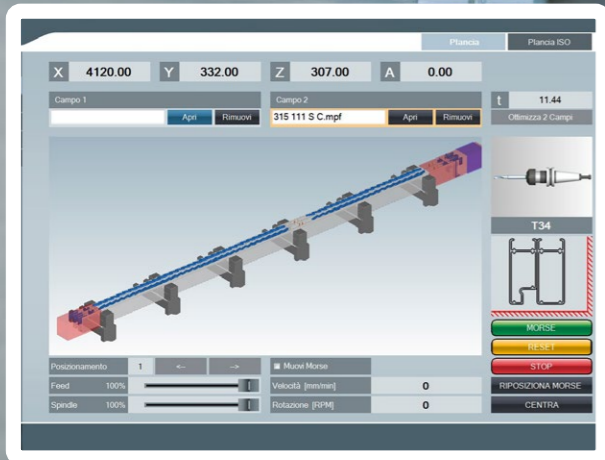 Plancia
Plancia ISO
X 4120.00 Y 332.00 Z 307.00 A 0.00
Campo 1
Apri Rimuovi
Campo 2
315 111 S C.mpf Apri Rimuovi
t 11.44
Ottimizza 2 Campi
T34
MORSE
RESET
STOP
RIPOSIZIONA MORSE
CENTRA
Posizionamento 1 <-- -->
Feed 100%
Spindle 100%
Muovi Morse
Velocità [mm/min] 0
Rotazione [RPM] 0